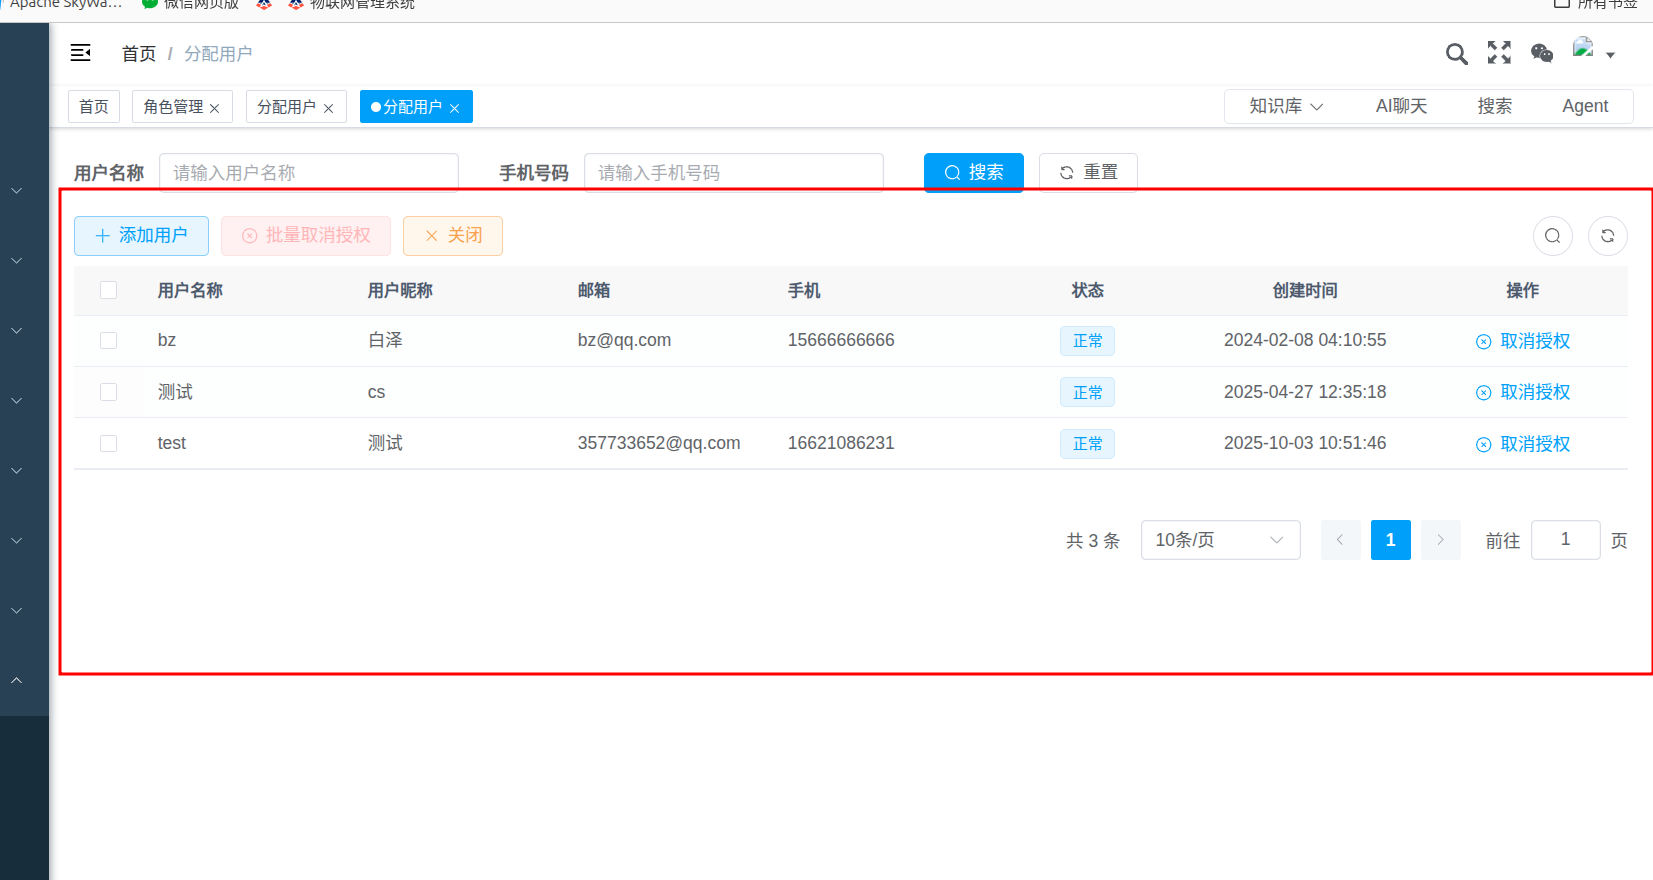 Apache SkyWa... 微信网页版 物联网管理系统 所有书签
首页 / 分配用户
首页 角色管理 分配用户 分配用户 知识库 AI聊天 搜索 Agent
用户名称 请输入用户名称 手机号码 请输入手机号码 搜索 重置
添加用户 批量取消授权 关闭
用户名称 用户昵称 邮箱 手机 状态 创建时间 操作
bz 白泽 bz@qq.com 15666666666 正常 2024-02-08 04:10:55 取消授权
测试 cs 正常 2025-04-27 12:35:18 取消授权
test 测试 357733652@qq.com 16621086231 正常 2025-10-03 10:51:46 取消授权
共 3 条 10条/页 1 前往 1 页